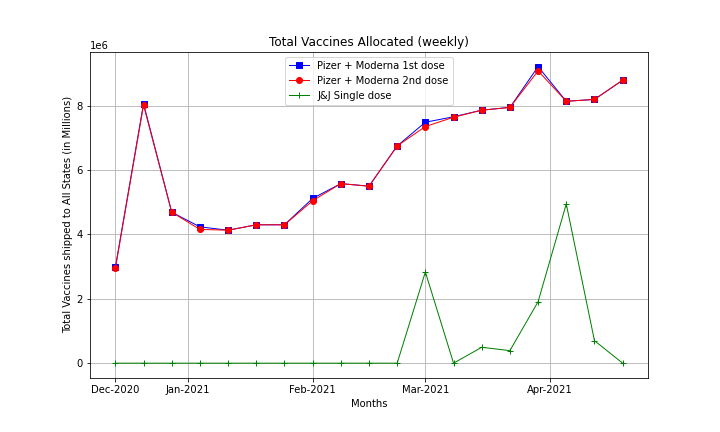 Total Vaccines Allocated (weekly)
1e6
Pizer + Moderna 1st dose
Pizer + Moderna 2nd dose
J&J Single dose
Total Vaccines shipped to All States (in Millions)
8
6
4
2
0
Dec-2020 Jan-2021 Feb-2021 Mar-2021 Apr-2021
Months